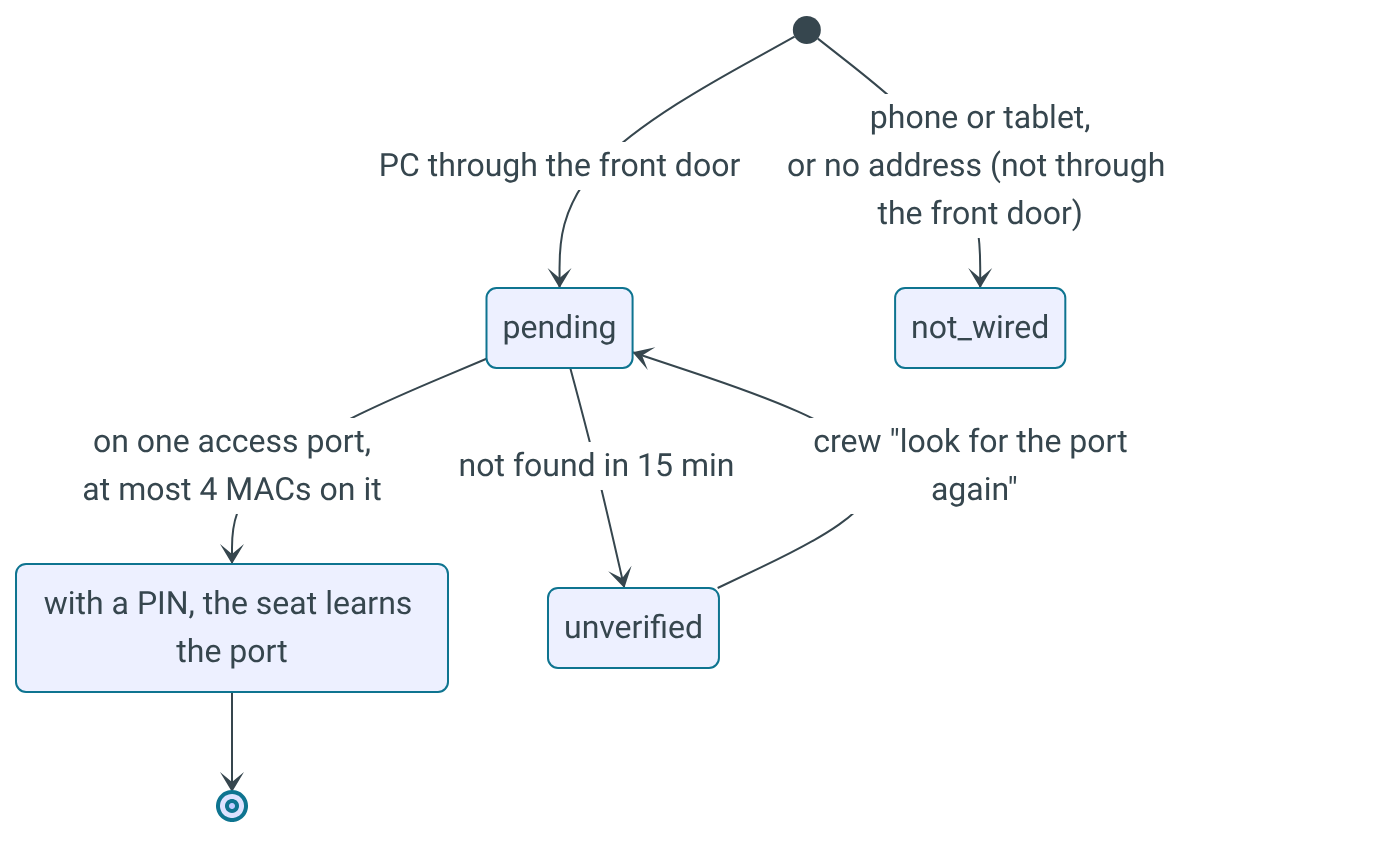 phone or tablet,
PC through the front door
or no address (not through
the front door)
pending
not_wired
on one access port,
at most 4 MACs on it
not found in 15 min
crew "look for the port
again"
with a PIN, the seat learns
the port
unverified